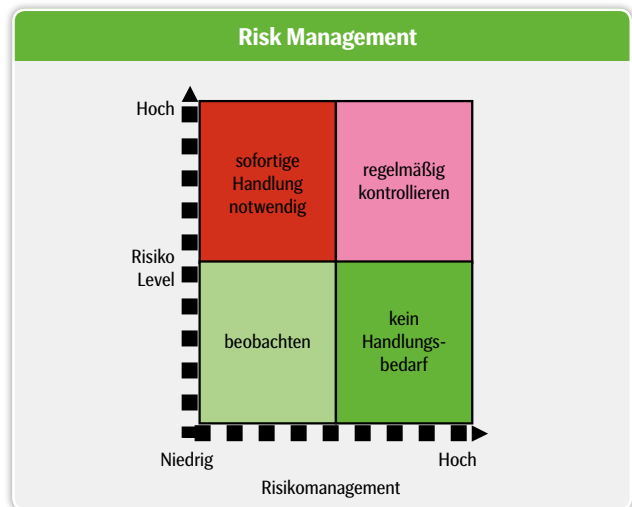 Risk Management
Hoch
sofortige
Handlung
notwendig
regelmäßig
kontrollieren
Risiko
Level
beobachten
kein
Handlungs-
bedarf
Niedrig
Hoch
Risikomanagement